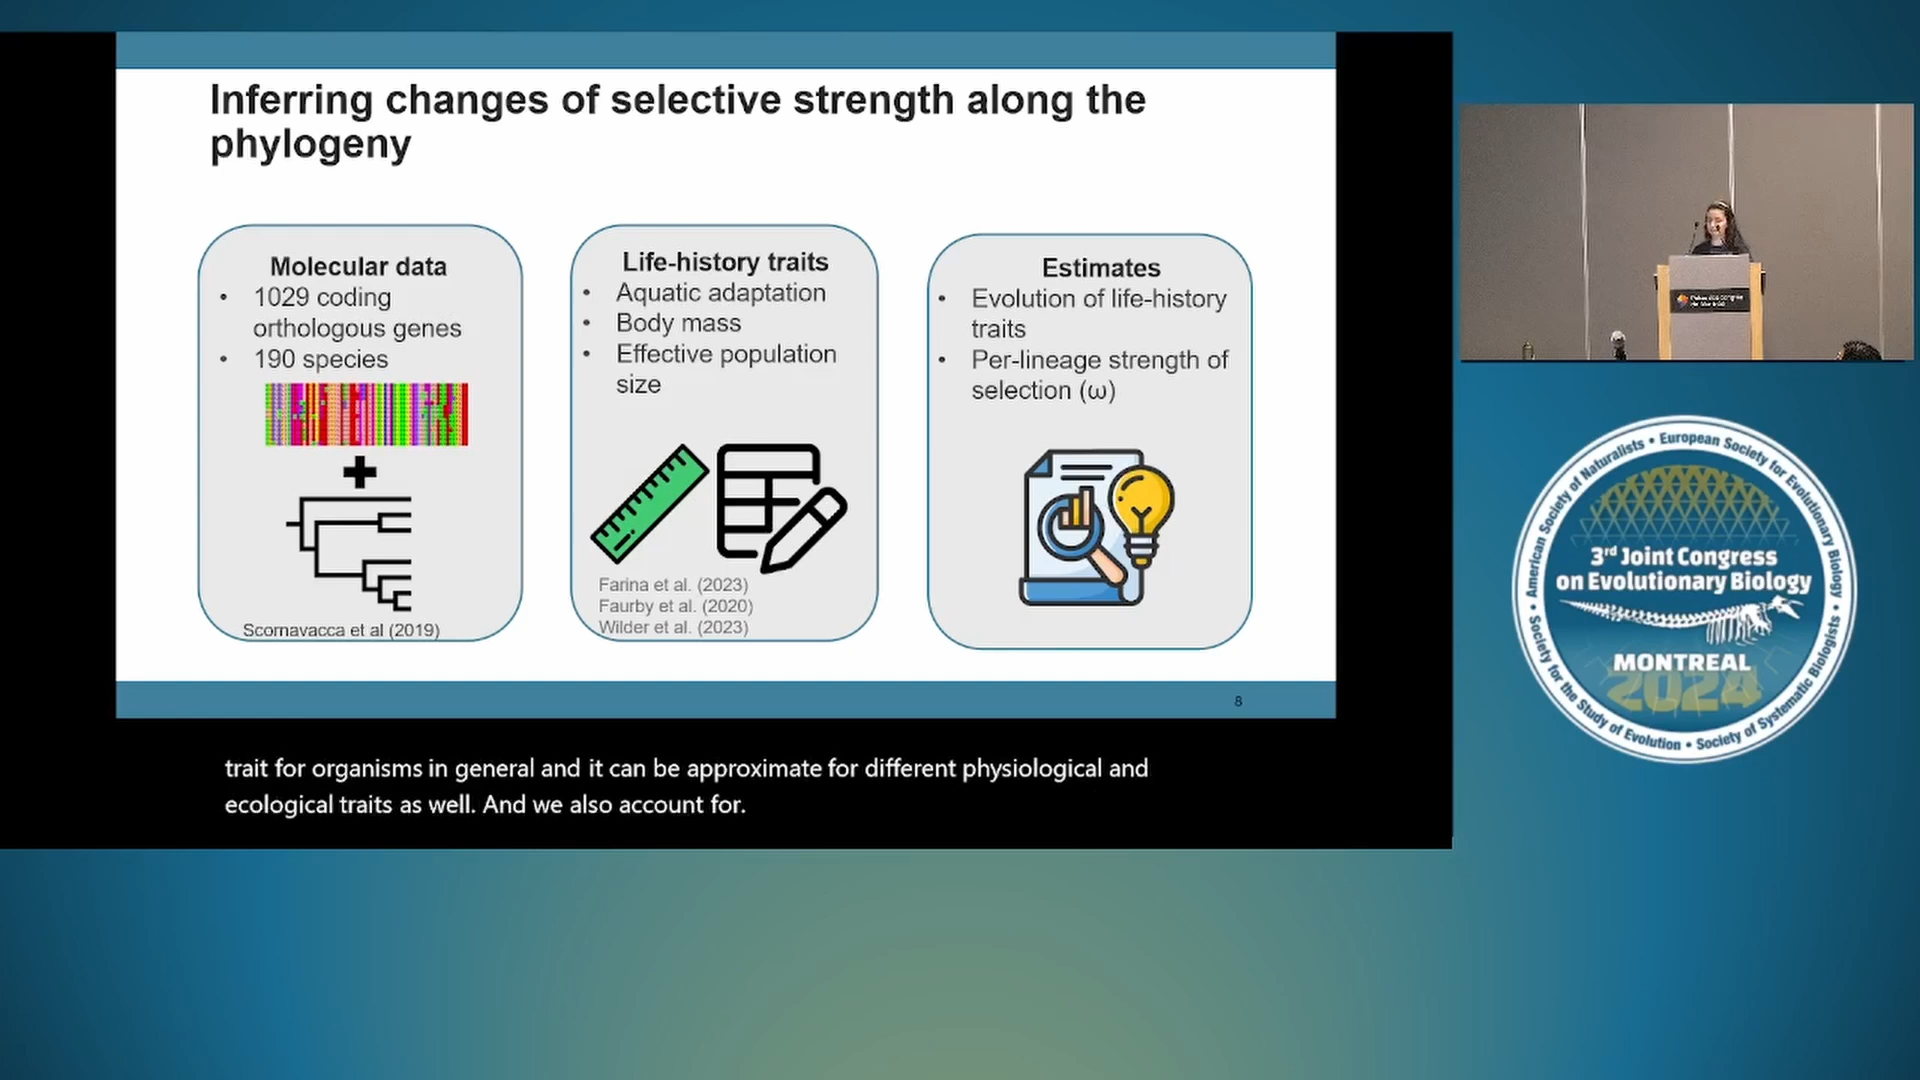 Inferring changes of selective strength along the
phylogeny
Molecular data
• 1029 coding
orthologous genes
• 190 species
Scornavacca et al (2019)
Life-history traits
• Aquatic adaptation
• Body mass
• Effective population
size
Farina et al. (2023)
Faurby et al. (2020)
Wilder et al. (2023)
Estimates
• Evolution of life-history
traits
• Per-lineage strength of
selection (ω)
8
trait for organisms in general and it can be approximate for different physiological and
ecological traits as well. And we also account for.
American Society of Naturalists • European Society for Evolutionary Biology •
Society for the Study of Evolution • Society of Systematic Biologists •
3rd Joint Congress
on Evolutionary Biology
MONTREAL
2024